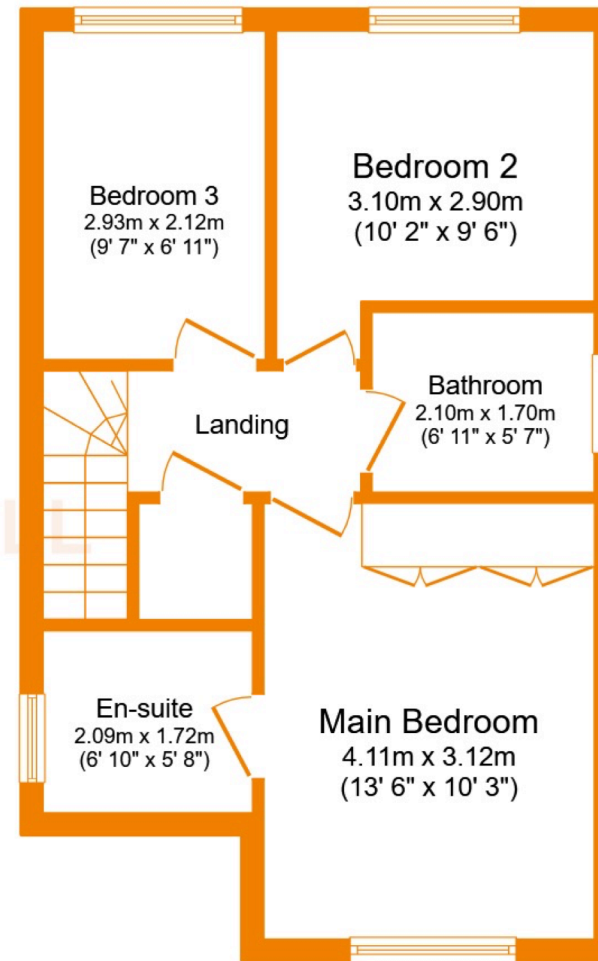 Bedroom 3
2.93m x 2.12m
(9' 7" x 6' 11")
Bedroom 2
3.10m x 2.90m
(10' 2" x 9' 6")
Landing
Bathroom
2.10m x 1.70m
(6' 11" x 5' 7")
En-suite
2.09m x 1.72m
(6' 10" x 5' 8")
Main Bedroom
4.11m x 3.12m
(13' 6" x 10' 3")